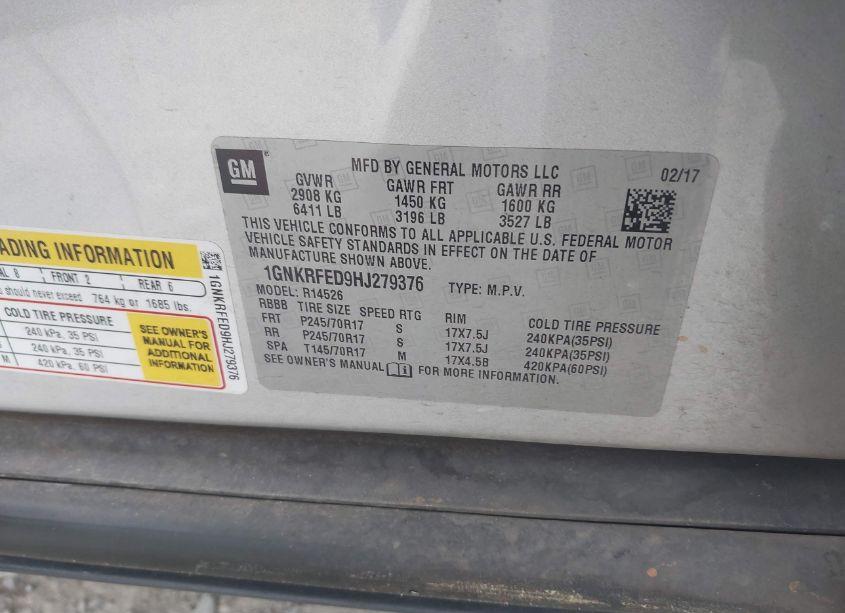 GM
MFD BY GENERAL MOTORS LLC 02/17
GVWR GAWR FRT GAWR RR
2908 KG 1450 KG 1600 KG
6411 LB 3196 LB 3527 LB
THIS VEHICLE CONFORMS TO ALL APPLICABLE U.S. FEDERAL MOTOR
VEHICLE SAFETY STANDARDS IN EFFECT ON THE DATE OF
MANUFACTURE SHOWN ABOVE.
1GNKRFED9HJ279376 TYPE: M.P.V.
MODEL: R14526
RBBB TIRE SIZE SPEED RTG RIM COLD TIRE PRESSURE
FRT P245/70R17 S 17X7.5J 240KPA(35PSI)
RR P245/70R17 S 17X7.5J 240KPA(35PSI)
SPA T145/70R17 M 17X4.5B 420KPA(60PSI)
SEE OWNER'S MANUAL FOR MORE INFORMATION.
ADING INFORMATION
AL 8 FRONT 2 REAR 6
should never exceed 764 kg or 1685 lbs.
COLD TIRE PRESSURE
240 kPa, 35 PSI
S 240 kPa, 35 PSI
M 420 kPa, 60 PSI
SEE OWNER'S
MANUAL FOR
ADDITIONAL
INFORMATION
1GNKRFED9HJ279376